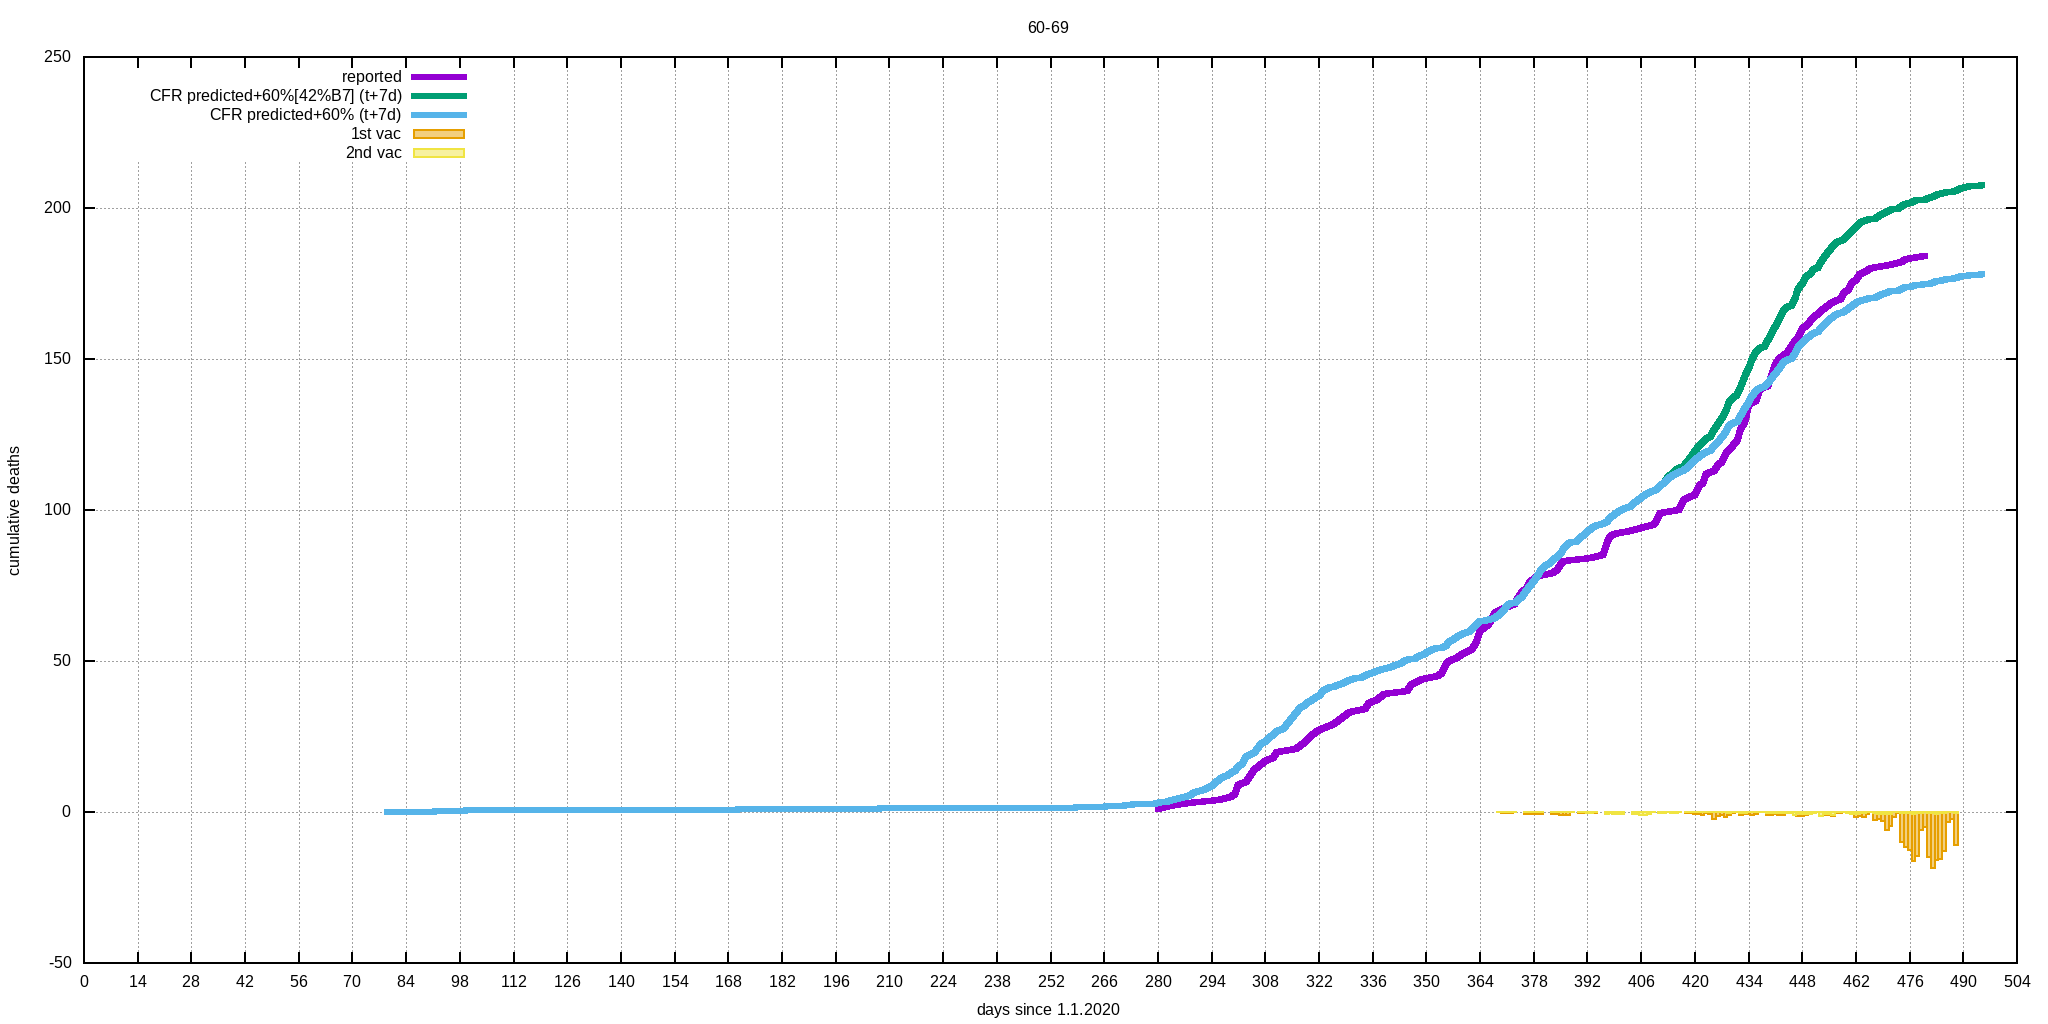 60-69
250
200
150
100
50
0
-50
cumulative deaths
reported
CFR predicted+60%[42%B7] (t+7d)
CFR predicted+60% (t+7d)
1st vac
2nd vac
0 14 28 42 56 70 84 98 112 126 140 154 168 182 196 210 224 238 252 266 280 294 308 322 336 350 364 378 392 406 420 434 448 462 476 490 504
days since 1.1.2020